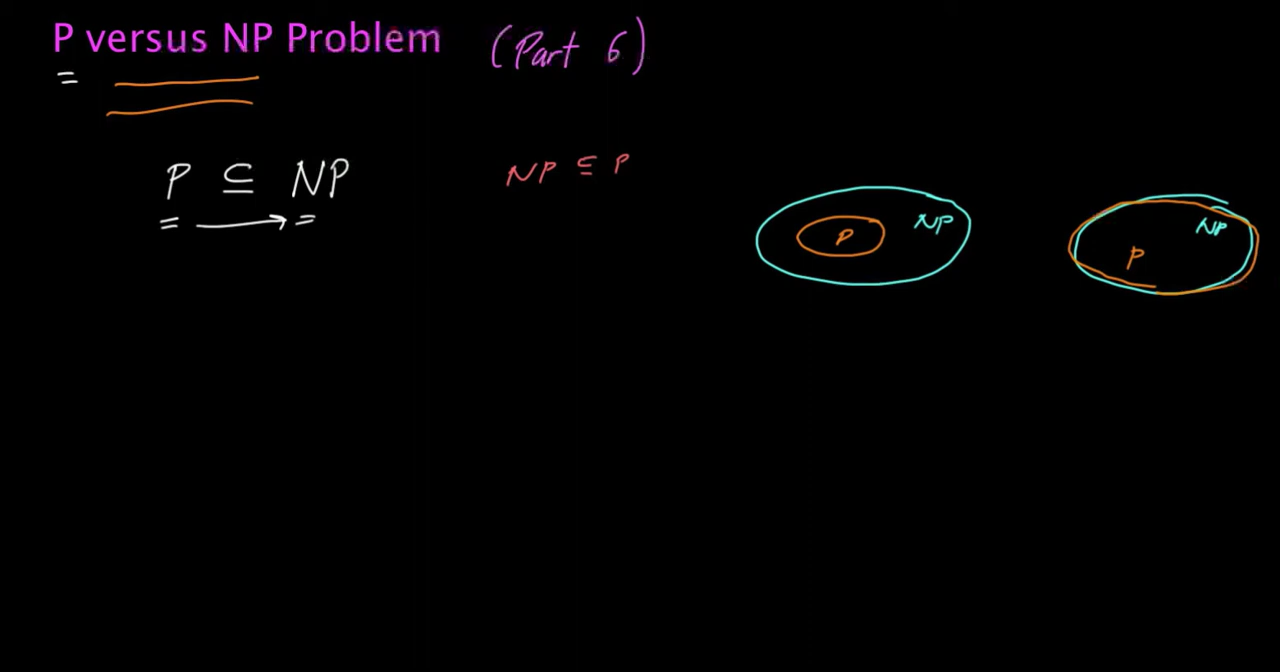 P versus NP Problem (Part 6)
P ⊆ NP
NP ⊆ P
P NP
P NP